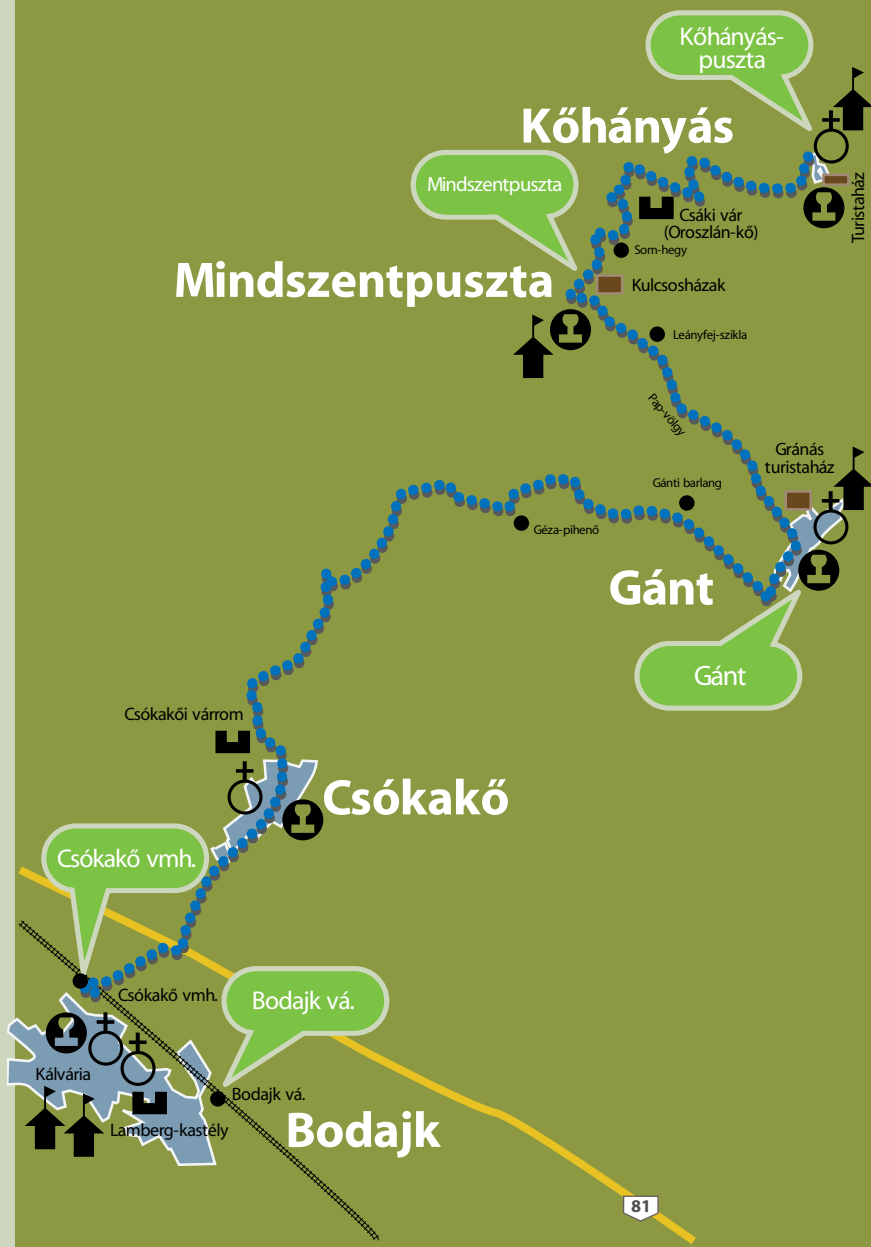 Kőhányás-
puszta
Kőhányás
Mindszentpuszta
Turistaház
Csáki vár
(Oroszlán-kő)
Som-hegy
Mindszentpuszta
Kulcsosházak
Leányfej-szikla
Pap-völgy
Gránás
turistaház
Gánti barlang
Géza-pihenő
Gánt
Gánt
Csókakői várrom
Csókakő
Csókakő vmh.
Csókakő vmh.
Bodajk vá.
Kálvária
Bodajk vá.
Lamberg-kastély
Bodajk
81